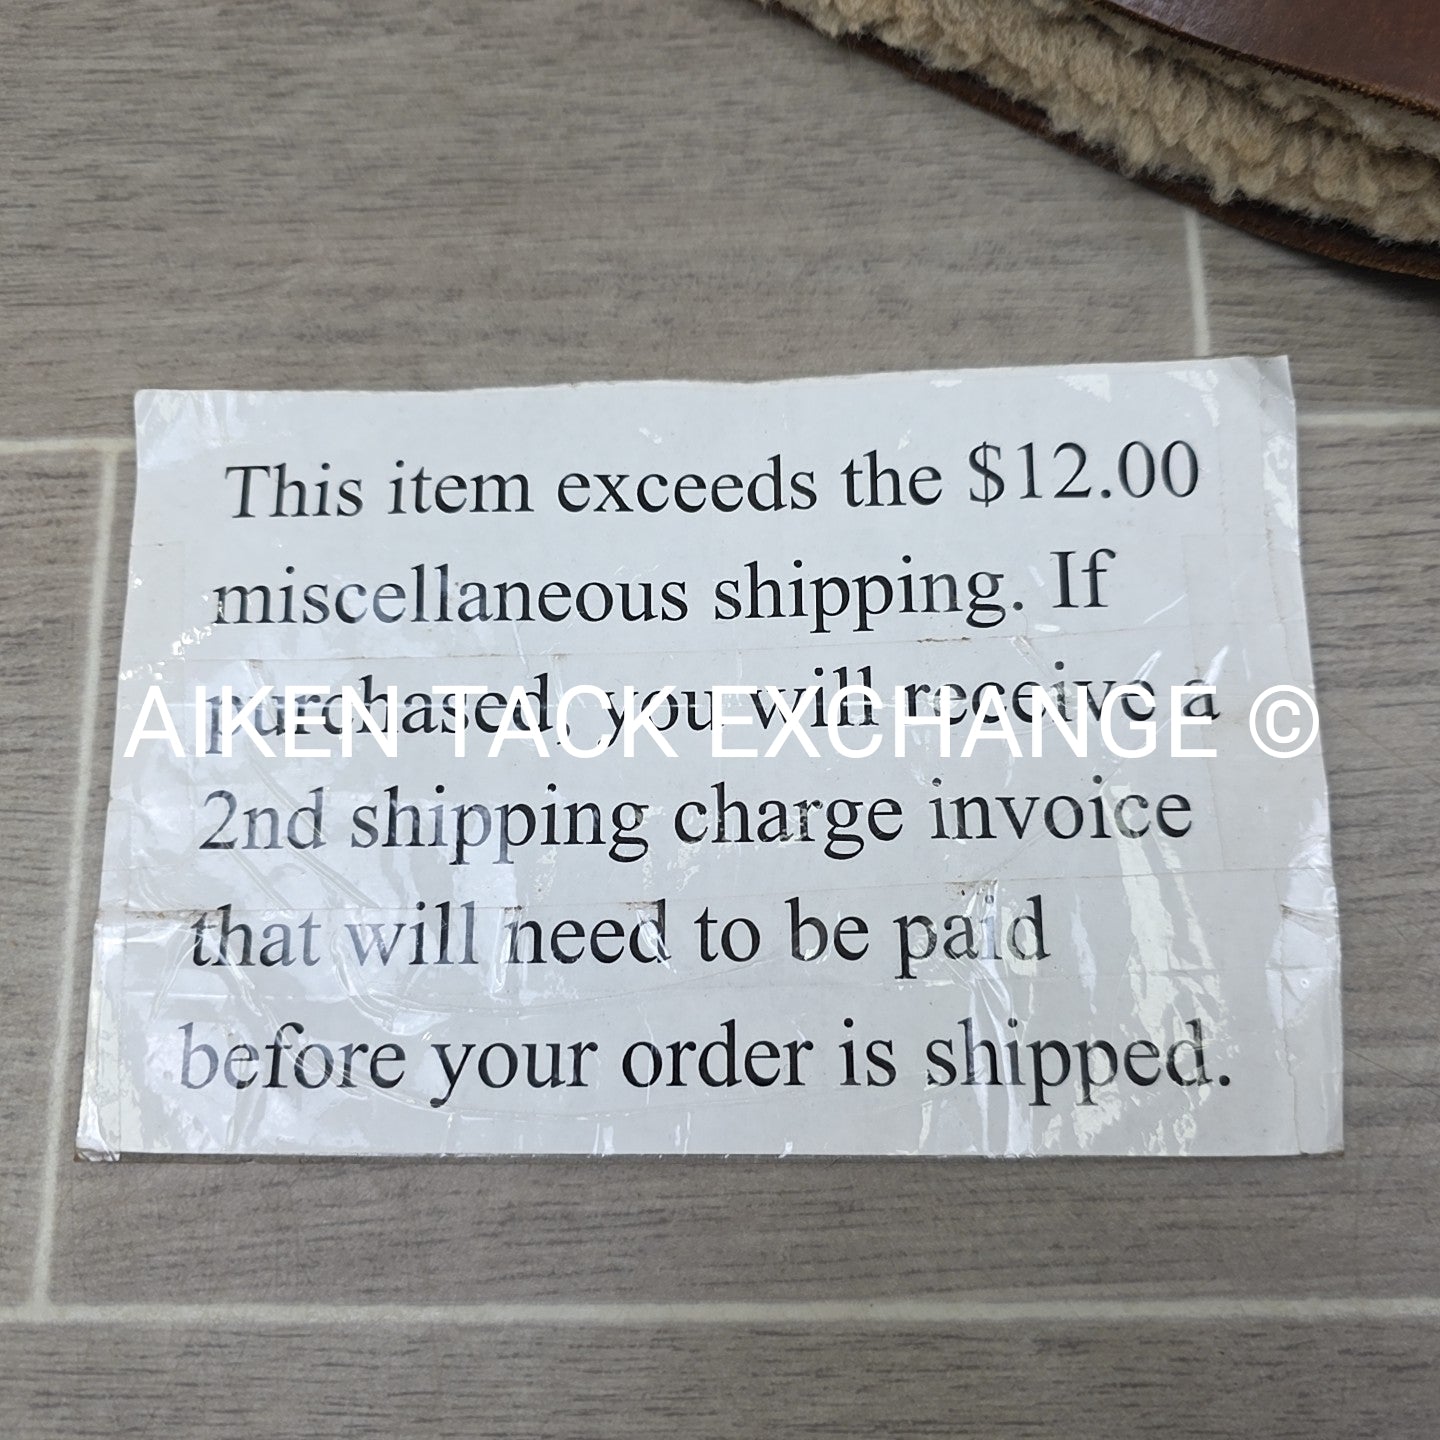 This item exceeds the $12.00
miscellaneous shipping. If
purchased, you will receive a
AIKEN TACK EXCHANGE ©
2nd shipping charge invoice
that will need to be paid
before your order is shipped.